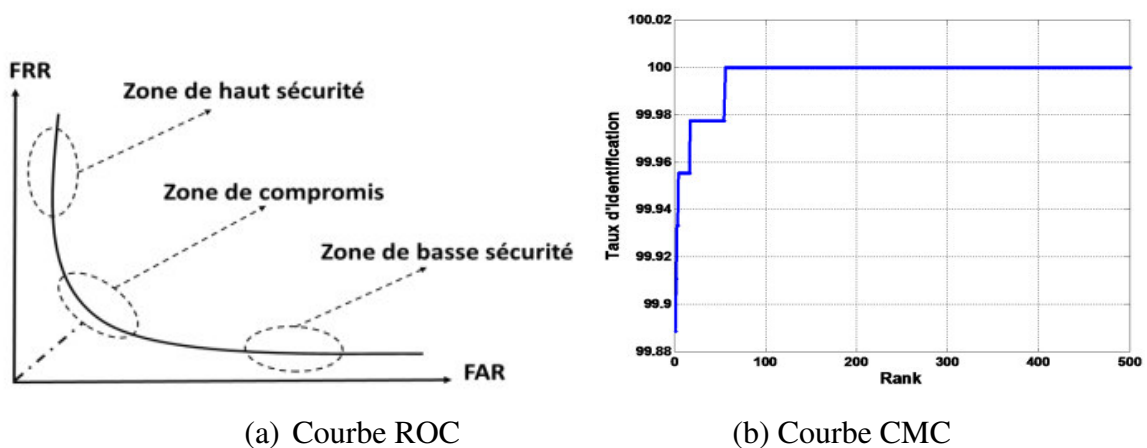 FRR
Zone de haut sécurité
Zone de compromis
Zone de basse sécurité
FAR
(a) Courbe ROC
100.02
100
99.98
99.96
99.94
99.92
99.9
99.88
Taux d'identification
0
100
200
300
400
500
Rank
(b) Courbe CMC